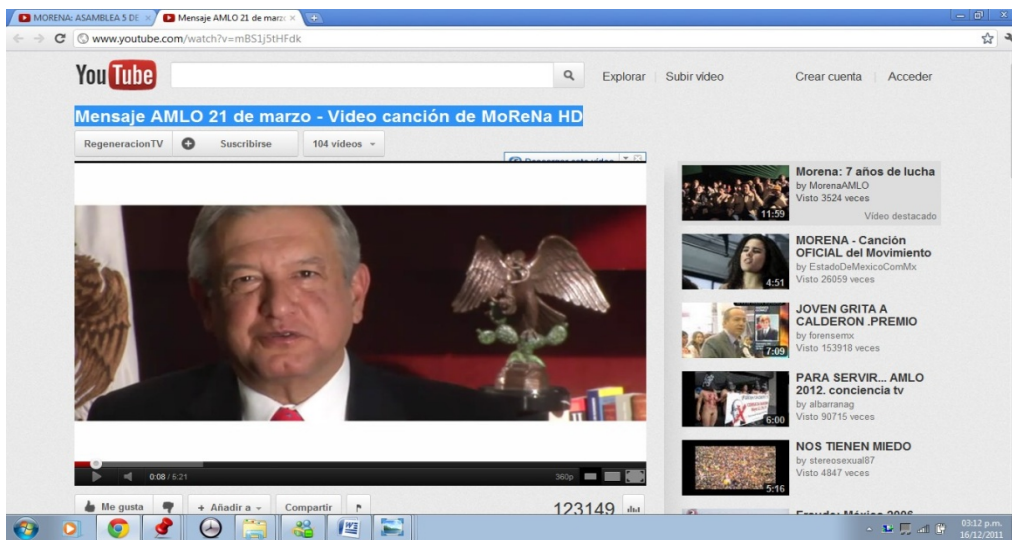 MORENA: ASAMBLEA 5 DE
Mensaje AMLO 21 de marzo
www.youtube.com/watch?v=mBS1j5tHFdk
YouTube
Explorar
Subir vídeo
Crear cuenta
Acceder
Mensaje AMLO 21 de marzo - Video canción de MoReNa HD
RegeneracionTV
Suscribirse
104 vídeos
0:08 / 5:21
360p
Me gusta
+ Añadir a
Compartir
123149
Morena: 7 años de lucha
by MorenaAMLO
Visto 3524 veces
Vídeo destacado
11:59
MORENA - Canción
OFICIAL del Movimiento
by EstadoDeMexicoComMx
Visto 26059 veces
4:51
JOVEN GRITA A
CALDERON .PREMIO
by forensemx
Visto 153918 veces
7:09
PARA SERVIR... AMLO
2012. conciencia tv
by albarranag
Visto 90715 veces
6:00
NOS TIENEN MIEDO
by stereosexual87
Visto 4847 veces
5:16
03:12 p.m.
16/12/2011